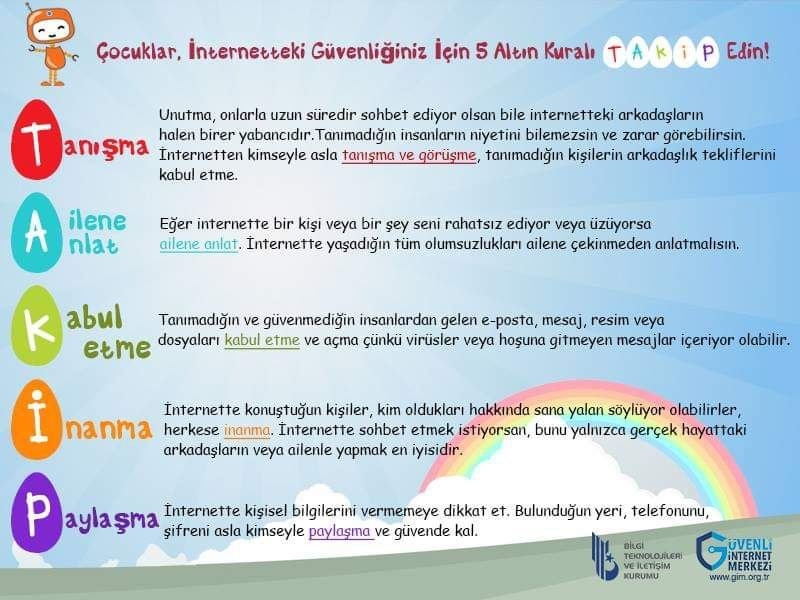 Çocuklar, İnternetteki Güvenliğiniz İçin 5 Altın Kuralı TAKİP Edin!
Tanışma
Unutma, onlarla uzun süredir sohbet ediyor olsan bile internetteki arkadaşların
halen birer yabancıdır.Tanımadığın insanların niyetini bilemezsin ve zarar görebilirsin.
İnternetten kimseyle asla tanışma ve görüşme, tanımadığın kişilerin arkadaşlık tekliflerini
kabul etme.
Ailene
Anlat
Eğer internette bir kişi veya bir şey seni rahatsız ediyor veya üzüyorsa
ailene anlat. İnternette yaşadığın tüm olumsuzlukları ailene çekinmeden anlatmalısın.
Kabul
etme
Tanımadığın ve güvenmediğin insanlardan gelen e-posta, mesaj, resim veya
dosyaları kabul etme ve açma çünkü virüsler veya hoşuna gitmeyen mesajlar içeriyor olabilir.
İnanma
İnternette konuştuğun kişiler, kim oldukları hakkında sana yalan söylüyor olabilirler,
herkese inanma. İnternette sohbet etmek istiyorsan, bunu yalnızca gerçek hayattaki
arkadaşların veya ailenle yapmak en iyisidir.
Paylaşma
İnternette kişisel bilgilerini vermemeye dikkat et. Bulunduğun yeri, telefonunu,
şifreni asla kimseyle paylaşma ve güvende kal.
BİLGİ
TEKNOLOJİLERİ
VE İLETİŞİM
KURUMU
GÜVENLİ
İNTERNET
MERKEZİ
www.gim.org.tr